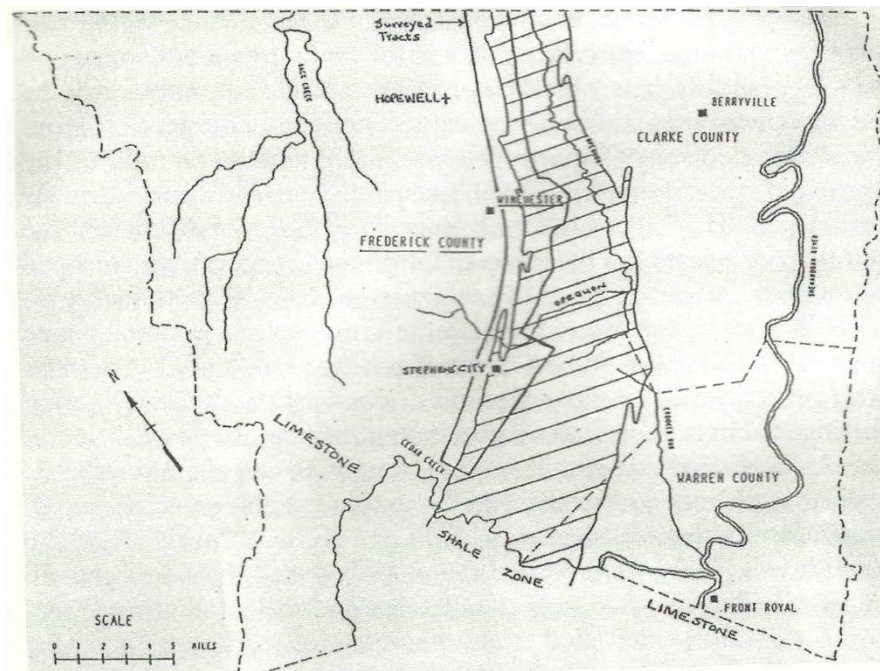 Surveyed
Tracts
BACK CREEK
HOPEWELL
BERRYVILLE
CLARKE COUNTY
OPEQUON
WINCHESTER
FREDERICK COUNTY
SHENANDOAH RIVER
OPEQUON
STEPHENS CITY
N
LIMESTONE
CEDAR CREEK
CROOKED RUN
WARREN COUNTY
SHALE
ZONE
LIMESTONE
FRONT ROYAL
SCALE
0 1 2 3 4 5 MILES